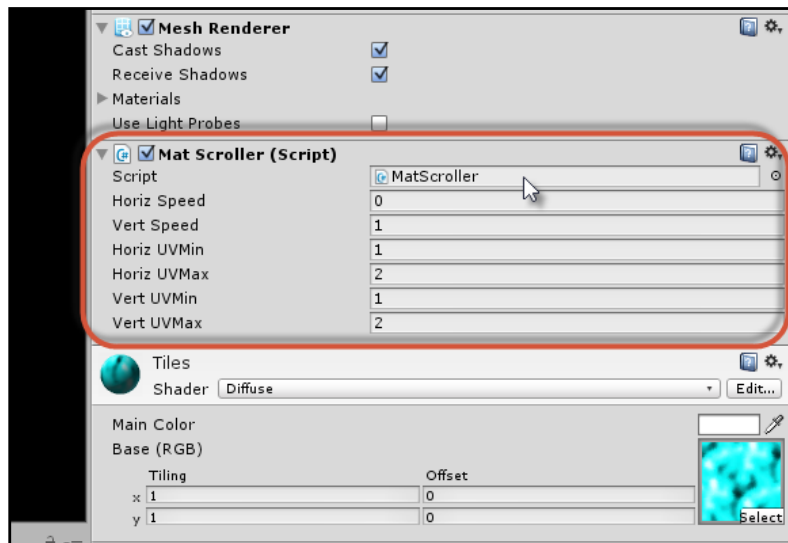 Mesh Renderer
Cast Shadows
Receive Shadows
Materials
Use Light Probes
Mat Scroller (Script)
Script MatScroller
Horiz Speed 0
Vert Speed 1
Horiz UVMin 1
Horiz UVMax 2
Vert UVMin 1
Vert UVMax 2
Tiles
Shader Diffuse Edit...
Main Color
Base (RGB)
Tiling Offset
x 1 0
y 1 0 Select